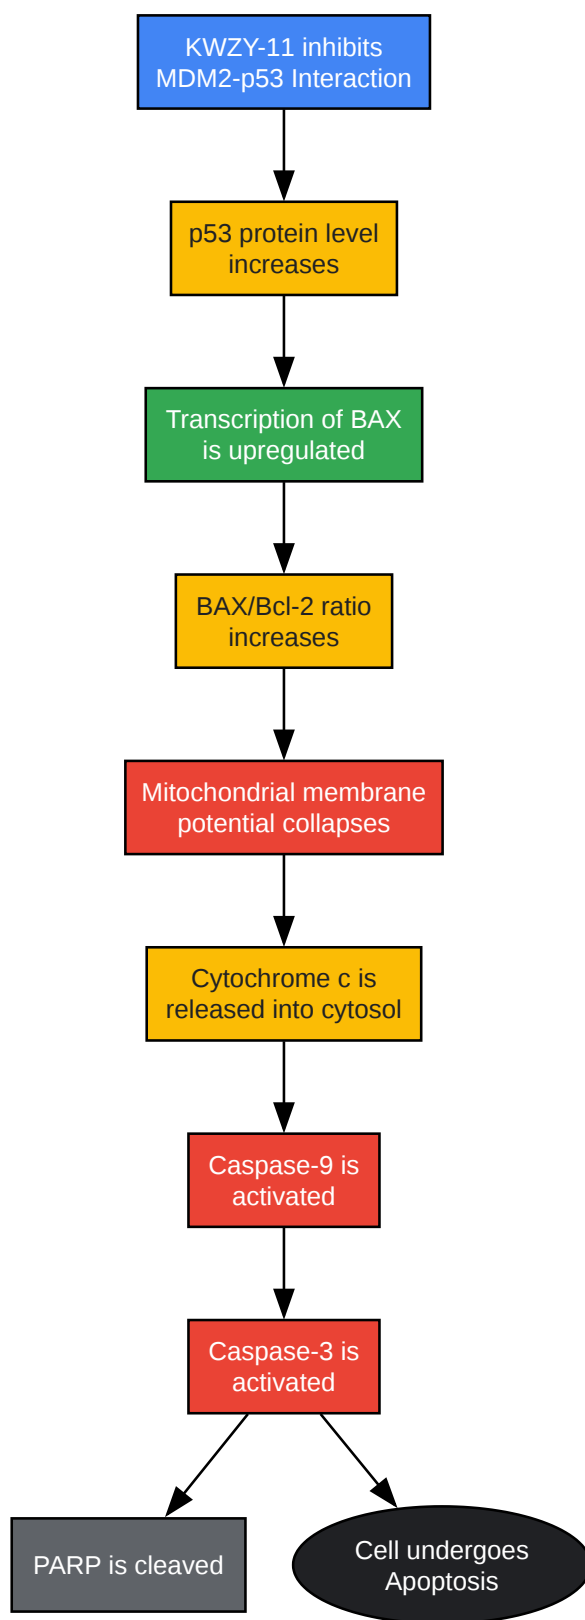 KWZY-11 inhibits
MDM2-p53 Interaction
p53 protein level
increases
Transcription of BAX
is upregulated
BAX/Bcl-2 ratio
increases
Mitochondrial membrane
potential collapses
Cytochrome c is
released into cytosol
Caspase-9 is
activated
Caspase-3 is
activated
PARP is cleaved
Cell undergoes
Apoptosis